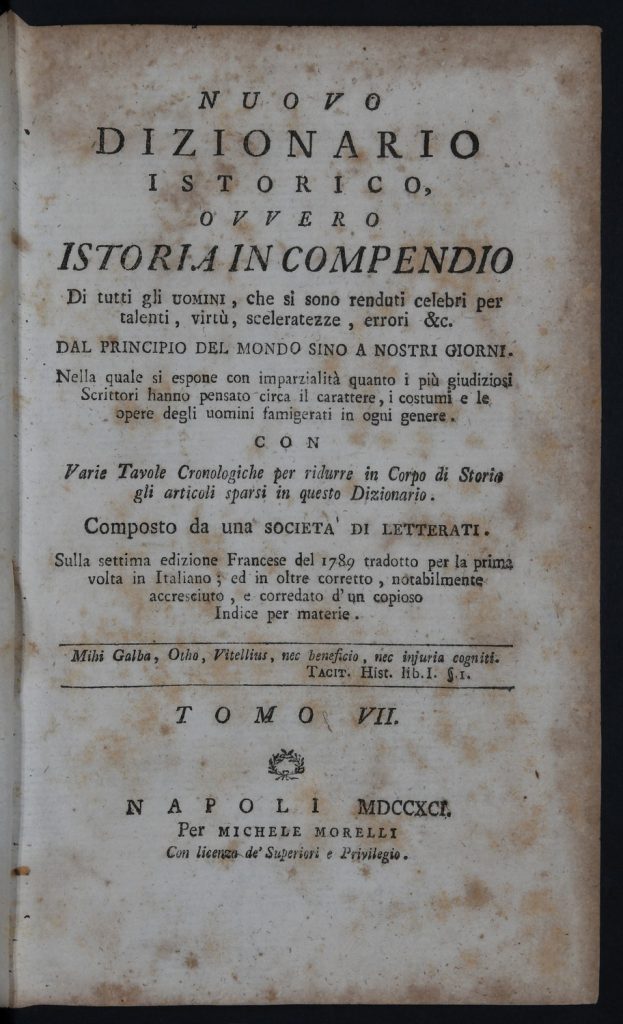 NUOVO
DIZIONARIO
ISTORICO,
OVVERO
ISTORIA IN COMPENDIO
Di tutti gli UOMINI, che si sono renduti celebri per
talenti, virtù, sceleratezze, errori &c.
DAL PRINCIPIO DEL MONDO SINO A NOSTRI GIORNI.
Nella quale si espone con imparzialità quanto i più giudiziosi
Scrittori hanno pensato circa il carattere, i costumi e le
opere degli uomini famigerati in ogni genere.
CON
Varie Tavole Cronologiche per ridurre in Corpo di Storia
gli articoli sparsi in questo Dizionario.
Composto da una SOCIETA' DI LETTERATI.
Sulla settima edizione Francese del 1789 tradotto per la prima
volta in Italiano; ed in oltre corretto, notabilmente
accresciuto, e corredato d'un copioso
Indice per materie.
Mihi Galba, Otho, Vitellius, nec beneficio, nec injuria cogniti.
TACIT. Hist. lib.I. §.1.
TOMO VII.
NAPOLI MDCCXCI.
Per MICHELE MORELLI
Con licenza de' Superiori e Privilegio.